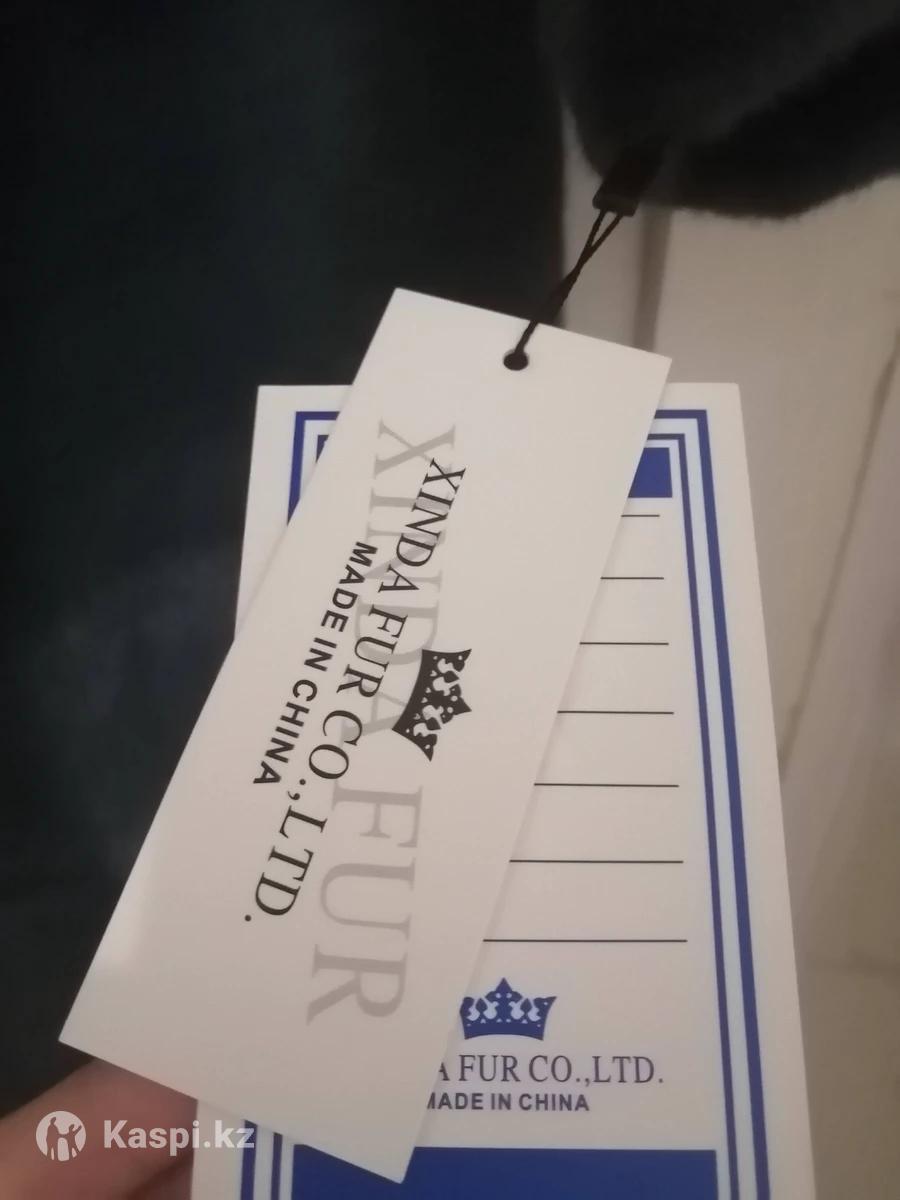 XINDA FUR
XINDA FUR CO.,LTD.
MADE IN CHINA
A FUR CO.,LTD.
MADE IN CHINA
Kaspi.kz